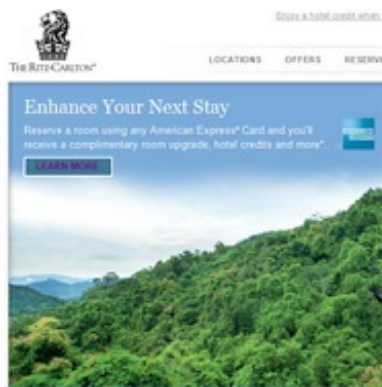 Enjoy a hotel credit when
THE RITZ-CARLTON®
LOCATIONS OFFERS RESERVA
Enhance Your Next Stay
Reserve a room using any American Express® Card and you'll
receive a complimentary room upgrade, hotel credits and more*.
LEARN MORE